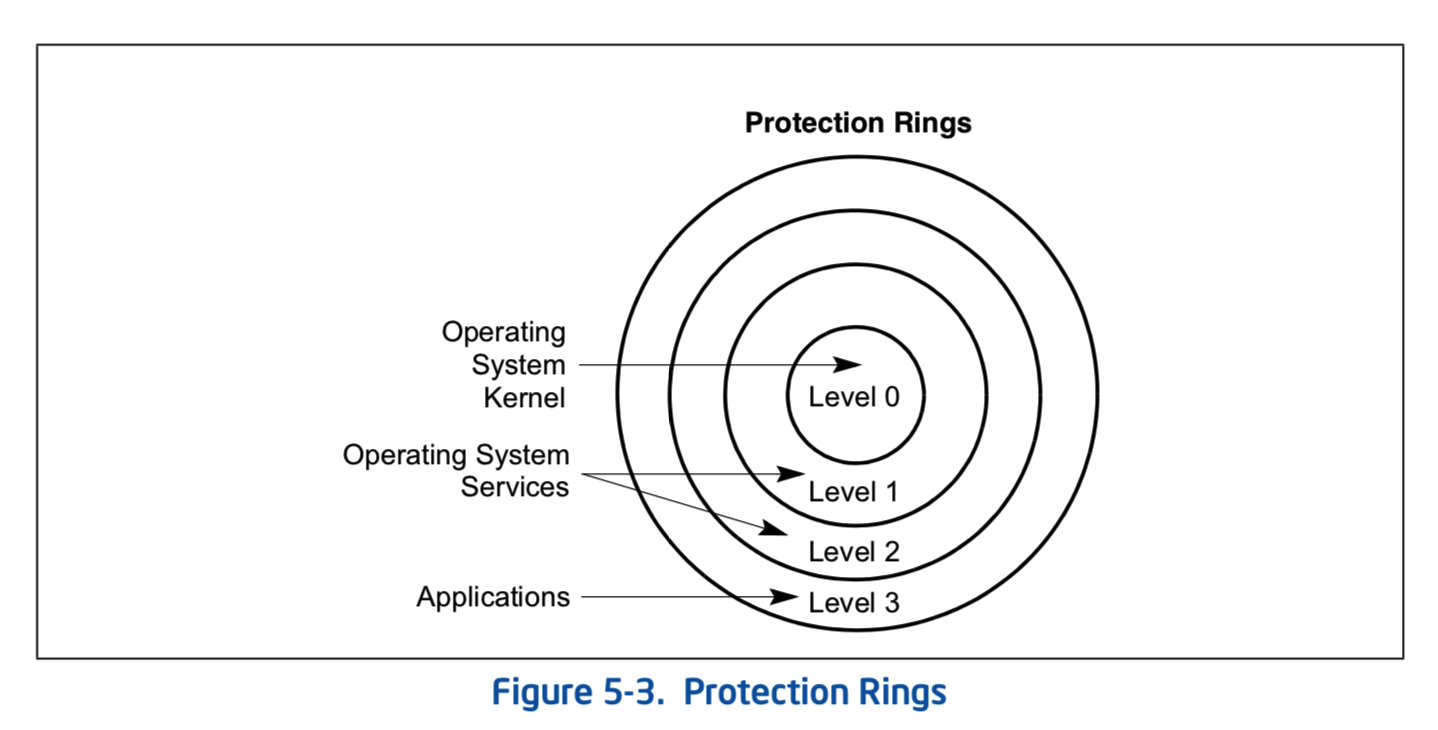 Protection Rings
Operating
System
Kernel
Level 0
Operating System
Services
Level 1
Level 2
Applications
Level 3
Figure 5-3. Protection Rings